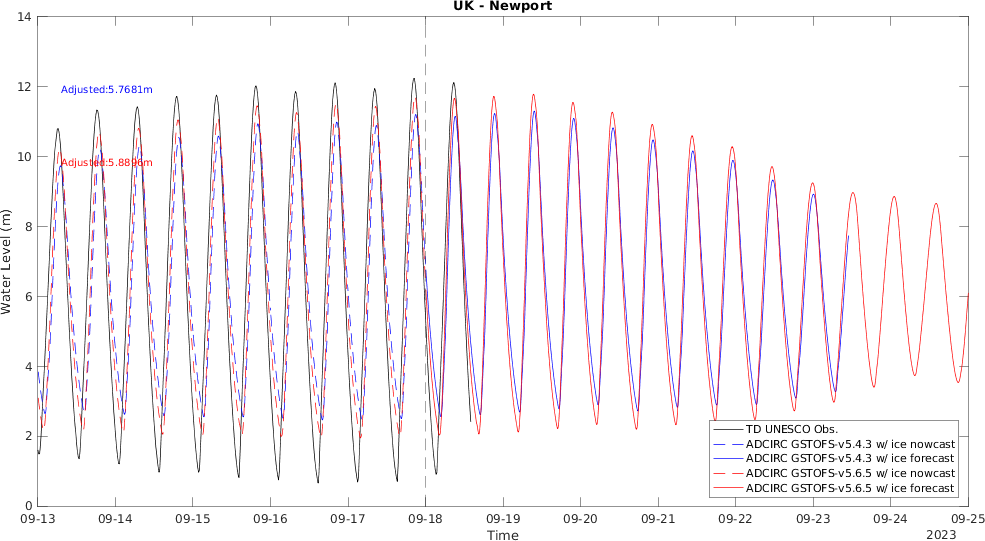 UK - Newport
14
12
10
8
6
4
2
0
Water Level (m)
Adjusted:5.7681m
Adjusted:5.8896m
TD UNESCO Obs.
ADCIRC GSTOFS-v5.4.3 w/ ice nowcast
ADCIRC GSTOFS-v5.4.3 w/ ice forecast
ADCIRC GSTOFS-v5.6.5 w/ ice nowcast
ADCIRC GSTOFS-v5.6.5 w/ ice forecast
09-13 09-14 09-15 09-16 09-17 09-18 09-19 09-20 09-21 09-22 09-23 09-24 09-25
Time
2023